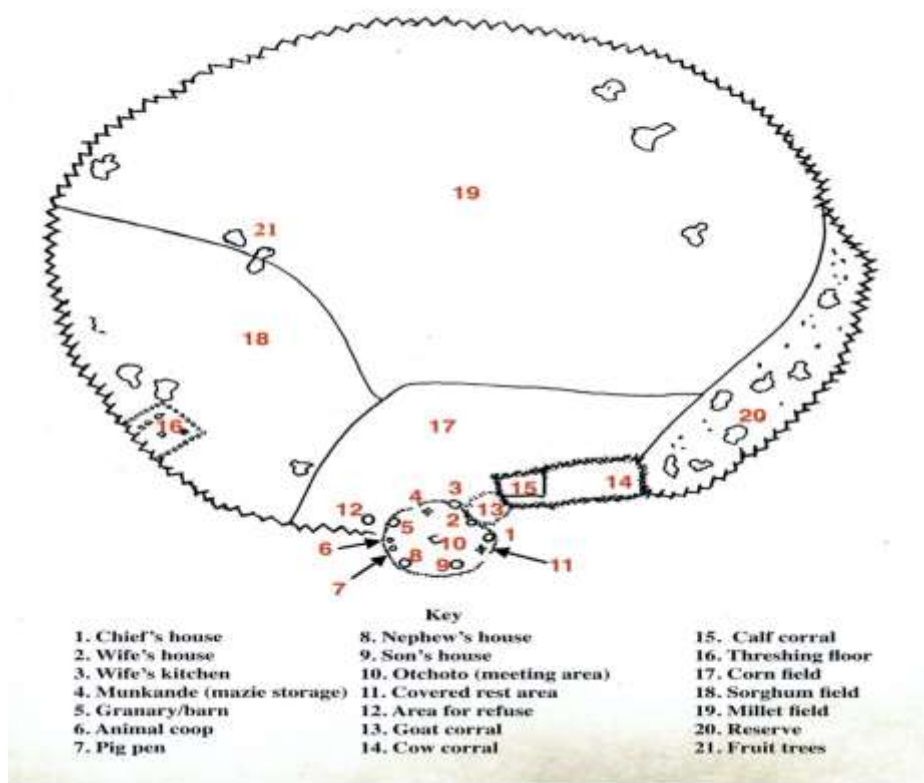 19
21
18
20
17
16
15
14
3
4
13
12
5
2
1
10
6
8
9
11
7
Key
1. Chief's house
2. Wife's house
3. Wife's kitchen
4. Munkande (mazie storage)
5. Granary/barn
6. Animal coop
7. Pig pen
8. Nephew's house
9. Son's house
10. Otchoto (meeting area)
11. Covered rest area
12. Area for refuse
13. Goat corral
14. Cow corral
15. Calf corral
16. Threshing floor
17. Corn field
18. Sorghum field
19. Millet field
20. Reserve
21. Fruit trees